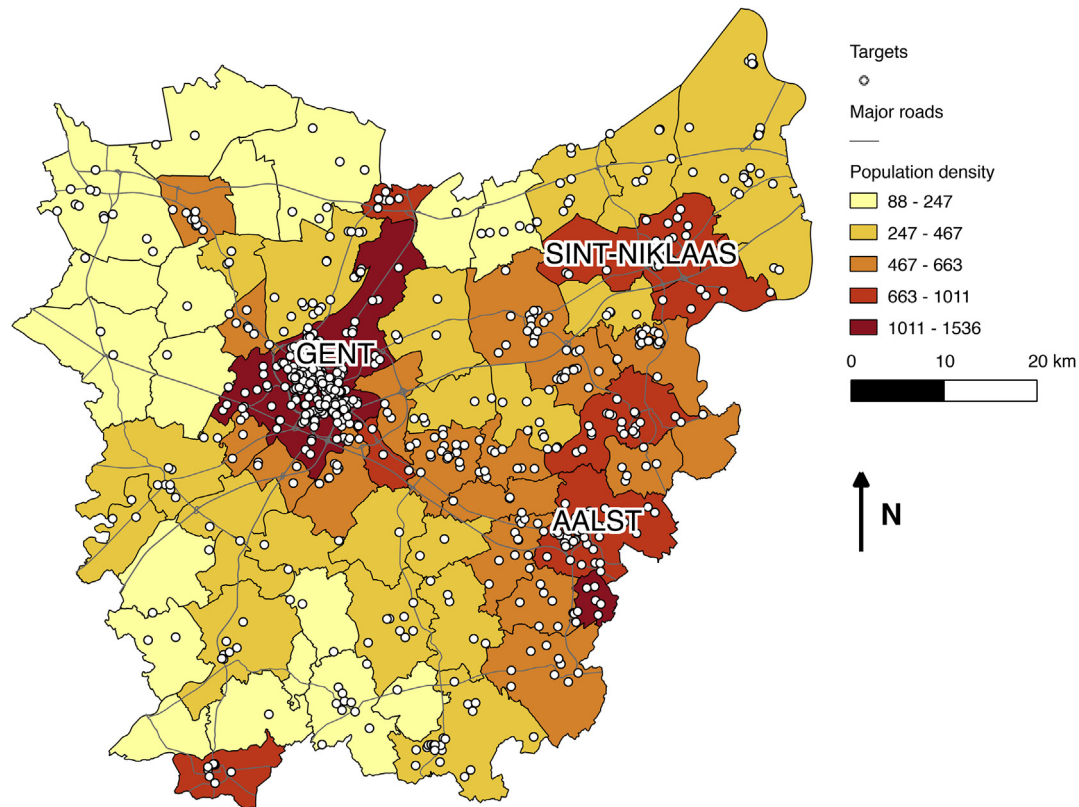 Targets
Major roads
Population density
88 - 247
247 - 467
467 - 663
663 - 1011
1011 - 1536
0 10 20 km
N
SINT-NIKLAAS
GENT
AALST